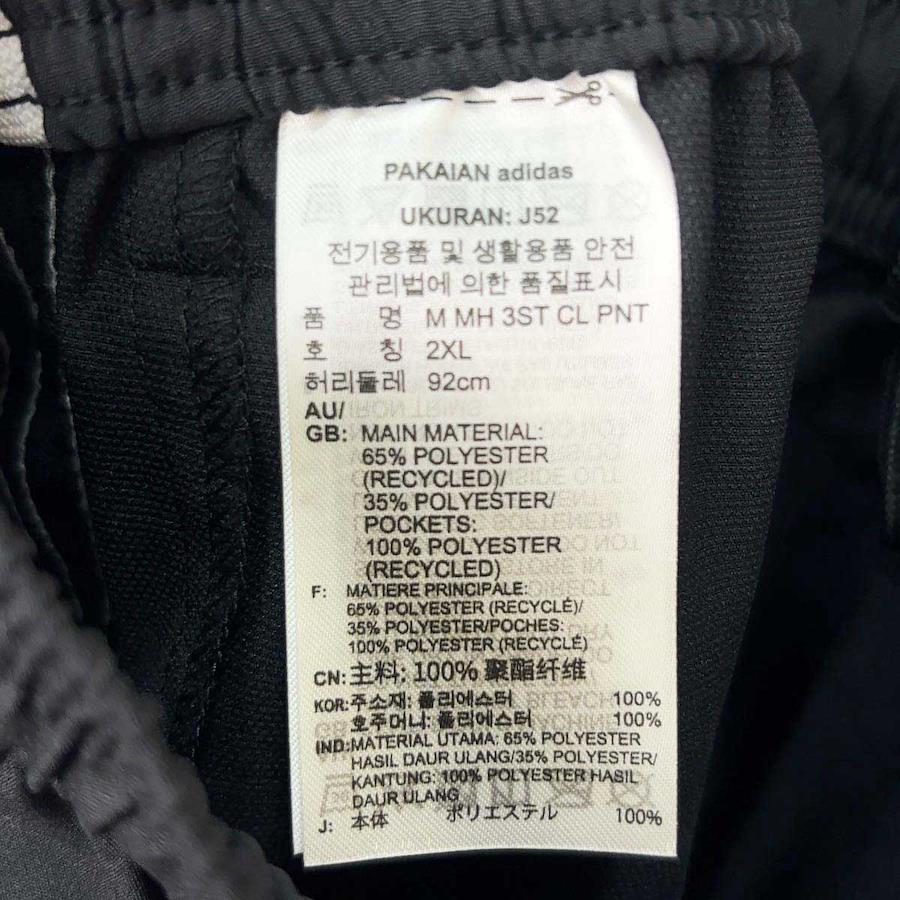 PAKAIAN adidas
UKURAN: J52
전기용품 및 생활용품 안전
관리법에 의한 품질표시
품 명 M MH 3ST CL PNT
호 칭 2XL
허리둘레 92cm
AU/
GB: MAIN MATERIAL:
65% POLYESTER
(RECYCLED)/
35% POLYESTER/
POCKETS:
100% POLYESTER
(RECYCLED)
F: MATIERE PRINCIPALE:
65% POLYESTER (RECYCLÉ)/
35% POLYESTER/POCHES:
100% POLYESTER (RECYCLÉ)
CN: 主料: 100% 聚酯纤维
KOR: 주소재: 폴리에스터 100%
호주머니: 폴리에스터 100%
IND: MATERIAL UTAMA: 65% POLYESTER
HASIL DAUR ULANG/35% POLYESTER/
KANTUNG: 100% POLYESTER HASIL
DAUR ULANG
J: 本体 ポリエステル 100%